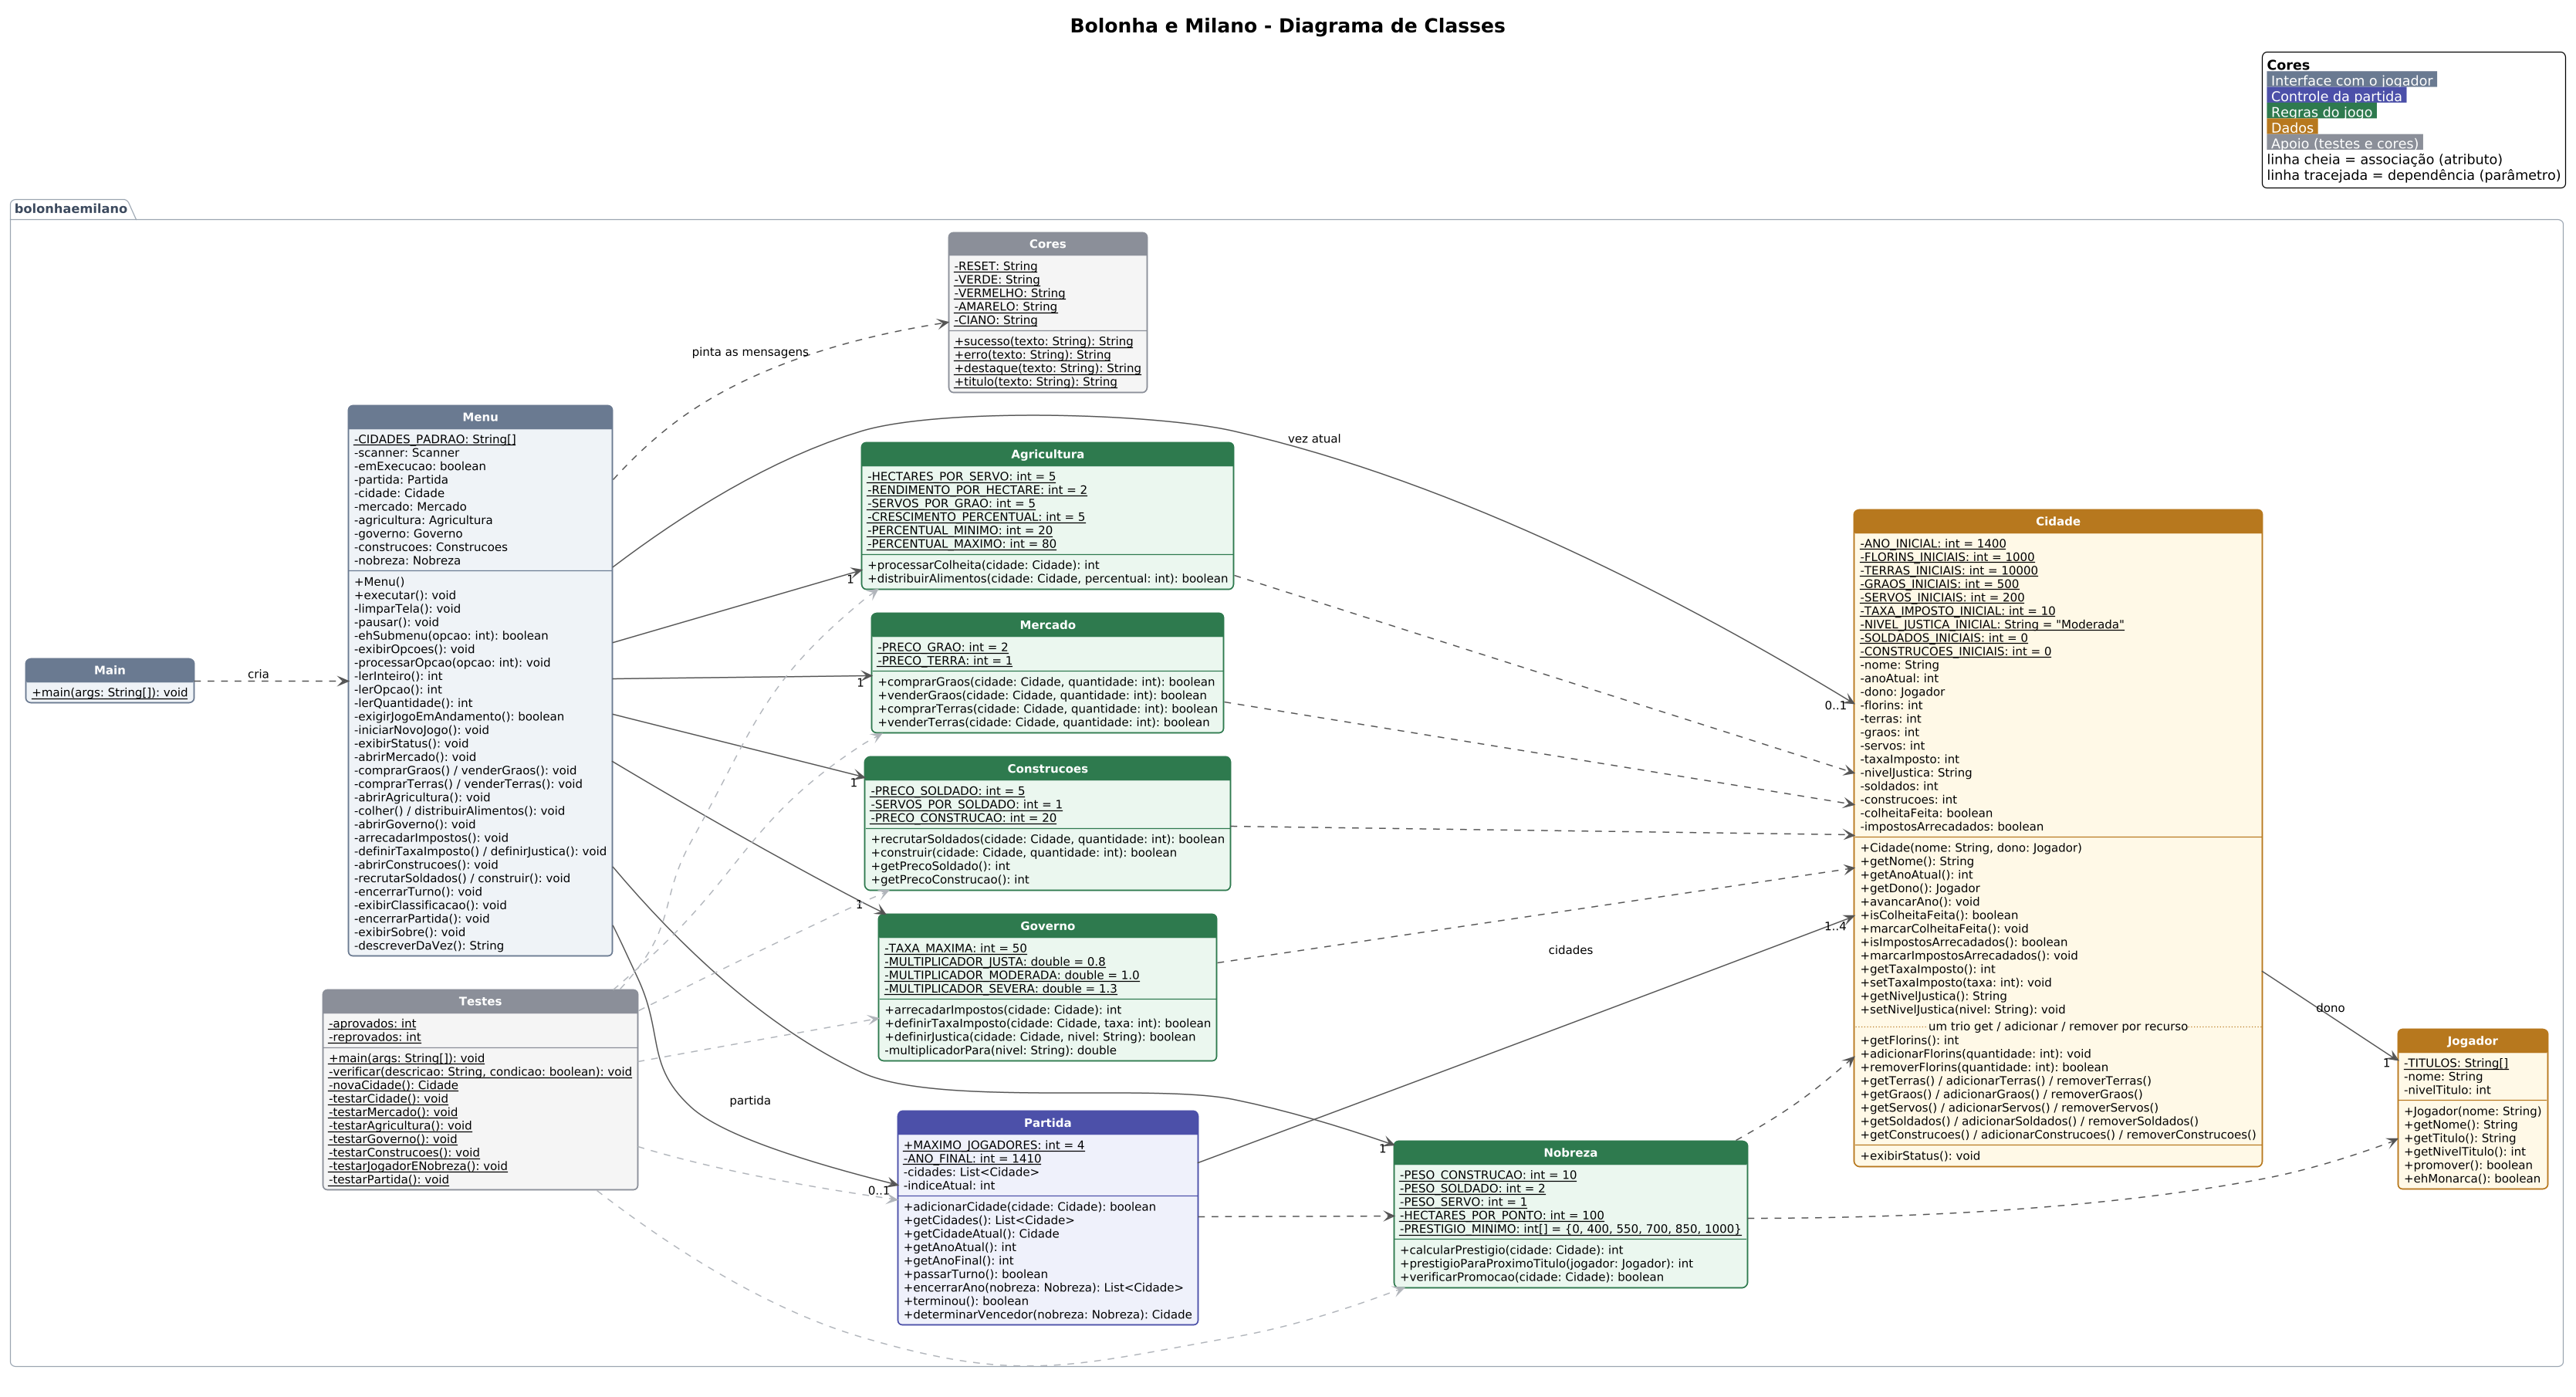 Bolonha e Milano - Diagrama de Classes
Cores
Interface com o jogador
Controle da partida
Regras do jogo
Dados
Apoio (testes e cores)
linha cheia = associação (atributo)
linha tracejada = dependência (parâmetro)
bolonhaemilano
Main
+main(args: String[]): void
cria
Menu
-CIDADES_PADRAO: String[]
-scanner: Scanner
-emExecucao: boolean
-partida: Partida
-cidade: Cidade
-mercado: Mercado
-agricultura: Agricultura
-governo: Governo
-construcoes: Construcoes
-nobreza: Nobreza
+Menu()
+executar(): void
-limparTela(): void
-pausar(): void
-ehSubmenu(opcao: int): boolean
-exibirOpcoes(): void
-processarOpcao(opcao: int): void
-lerInteiro(): int
-lerOpcao(): int
-lerQuantidade(): int
-exigirJogoEmAndamento(): boolean
-iniciarNovoJogo(): void
-exibirStatus(): void
-abrirMercado(): void
-comprarGraos() / venderGraos(): void
-comprarTerras() / venderTerras(): void
-abrirAgricultura(): void
-colher() / distribuirAlimentos(): void
-abrirGoverno(): void
-arrecadarImpostos(): void
-definirTaxaImposto() / definirJustica(): void
-abrirConstrucoes(): void
-recrutarSoldados() / construir(): void
-encerrarTurno(): void
-exibirClassificacao(): void
-encerrarPartida(): void
-exibirSobre(): void
-descreverDaVez(): String
Testes
-aprovados: int
-reprovados: int
+main(args: String[]): void
-verificar(descricao: String, condicao: boolean): void
-novaCidade(): Cidade
-testarCidade(): void
-testarMercado(): void
-testarAgricultura(): void
-testarGoverno(): void
-testarConstrucoes(): void
-testarJogadorENobreza(): void
-testarPartida(): void
pinta as mensagens
Cores
-RESET: String
-VERDE: String
-VERMELHO: String
-AMARELO: String
-CIANO: String
+sucesso(texto: String): String
+erro(texto: String): String
+destaque(texto: String): String
+titulo(texto: String): String
vez atual
0..1
Agricultura
-HECTARES_POR_SERVO: int = 5
-RENDIMENTO_POR_HECTARE: int = 2
-SERVOS_POR_GRAO: int = 5
-CRESCIMENTO_PERCENTUAL: int = 5
-PERCENTUAL_MINIMO: int = 20
-PERCENTUAL_MAXIMO: int = 80
+processarColheita(cidade: Cidade): int
+distribuirAlimentos(cidade: Cidade, percentual: int): boolean
1
Mercado
-PRECO_GRAO: int = 2
-PRECO_TERRA: int = 1
+comprarGraos(cidade: Cidade, quantidade: int): boolean
+venderGraos(cidade: Cidade, quantidade: int): boolean
+comprarTerras(cidade: Cidade, quantidade: int): boolean
+venderTerras(cidade: Cidade, quantidade: int): boolean
1
Construcoes
-PRECO_SOLDADO: int = 5
-SERVOS_POR_SOLDADO: int = 1
-PRECO_CONSTRUCAO: int = 20
+recrutarSoldados(cidade: Cidade, quantidade: int): boolean
+construir(cidade: Cidade, quantidade: int): boolean
+getPrecoSoldado(): int
+getPrecoConstrucao(): int
1
Governo
-TAXA_MAXIMA: int = 50
-MULTIPLICADOR_JUSTA: double = 0.8
-MULTIPLICADOR_MODERADA: double = 1.0
-MULTIPLICADOR_SEVERA: double = 1.3
+arrecadarImpostos(cidade: Cidade): int
+definirTaxaImposto(cidade: Cidade, taxa: int): boolean
+definirJustica(cidade: Cidade, nivel: String): boolean
-multiplicadorPara(nivel: String): double
1
partida
0..1
Partida
+MAXIMO_JOGADORES: int = 4
-ANO_FINAL: int = 1410
-cidades: List<Cidade>
-indiceAtual: int
+adicionarCidade(cidade: Cidade): boolean
+getCidades(): List<Cidade>
+getCidadeAtual(): Cidade
+getAnoAtual(): int
+getAnoFinal(): int
+passarTurno(): boolean
+encerrarAno(nobreza: Nobreza): List<Cidade>
+terminou(): boolean
+determinarVencedor(nobreza: Nobreza): Cidade
cidades
1..4
1
Nobreza
-PESO_CONSTRUCAO: int = 10
-PESO_SOLDADO: int = 2
-PESO_SERVO: int = 1
-HECTARES_POR_PONTO: int = 100
-PRESTIGIO_MINIMO: int[] = {0, 400, 550, 700, 850, 1000}
+calcularPrestigio(cidade: Cidade): int
+prestigioParaProximoTitulo(jogador: Jogador): int
+verificarPromocao(cidade: Cidade): boolean
Cidade
-ANO_INICIAL: int = 1400
-FLORINS_INICIAIS: int = 1000
-TERRAS_INICIAIS: int = 10000
-GRAOS_INICIAIS: int = 500
-SERVOS_INICIAIS: int = 200
-TAXA_IMPOSTO_INICIAL: int = 10
-NIVEL_JUSTICA_INICIAL: String = "Moderada"
-SOLDADOS_INICIAIS: int = 0
-CONSTRUCOES_INICIAIS: int = 0
-nome: String
-anoAtual: int
-dono: Jogador
-florins: int
-terras: int
-graos: int
-servos: int
-taxaImposto: int
-nivelJustica: String
-soldados: int
-construcoes: int
-colheitaFeita: boolean
-impostosArrecadados: boolean
+Cidade(nome: String, dono: Jogador)
+getNome(): String
+getAnoAtual(): int
+getDono(): Jogador
+avancarAno(): void
+isColheitaFeita(): boolean
+marcarColheitaFeita(): void
+isImpostosArrecadados(): boolean
+marcarImpostosArrecadados(): void
+getTaxaImposto(): int
+setTaxaImposto(taxa: int): void
+getNivelJustica(): String
+setNivelJustica(nivel: String): void
um trio get / adicionar / remover por recurso
+getFlorins(): int
+adicionarFlorins(quantidade: int): void
+removerFlorins(quantidade: int): boolean
+getTerras() / adicionarTerras() / removerTerras()
+getGraos() / adicionarGraos() / removerGraos()
+getServos() / adicionarServos() / removerServos()
+getSoldados() / adicionarSoldados() / removerSoldados()
+getConstrucoes() / adicionarConstrucoes() / removerConstrucoes()
+exibirStatus(): void
dono
1
Jogador
-TITULOS: String[]
-nome: String
-nivelTitulo: int
+Jogador(nome: String)
+getNome(): String
+getTitulo(): String
+getNivelTitulo(): int
+promover(): boolean
+ehMonarca(): boolean